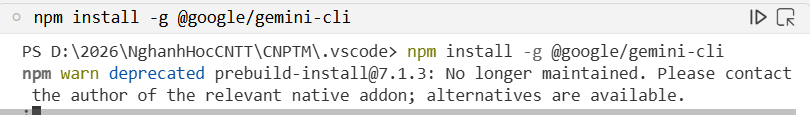 npm install -g @google/gemini-cli
PS D:\2026\NghanhHocCNTT\CNPTM\.vscode> npm install -g @google/gemini-cli
npm warn deprecated prebuild-install@7.1.3: No longer maintained. Please contact
the author of the relevant native addon; alternatives are available.